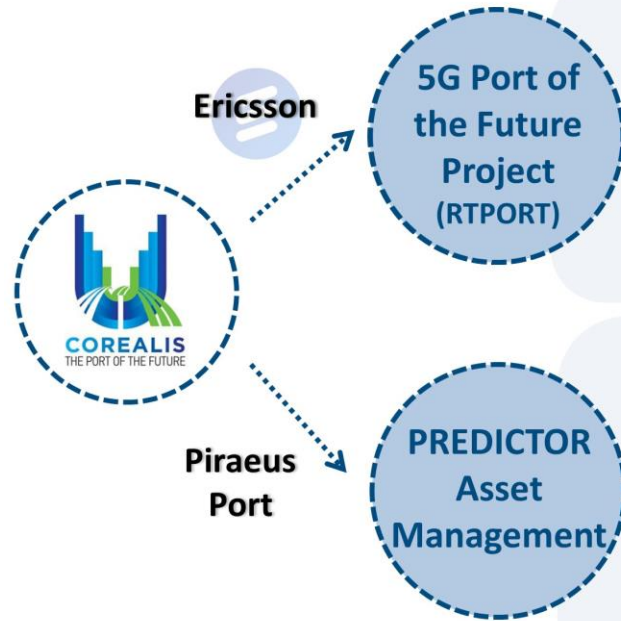 Ericsson
5G Port of
the Future
Project
(RTPORT)
COREALIS
THE PORT OF THE FUTURE
Piraeus
Port
PREDICTOR
Asset
Management